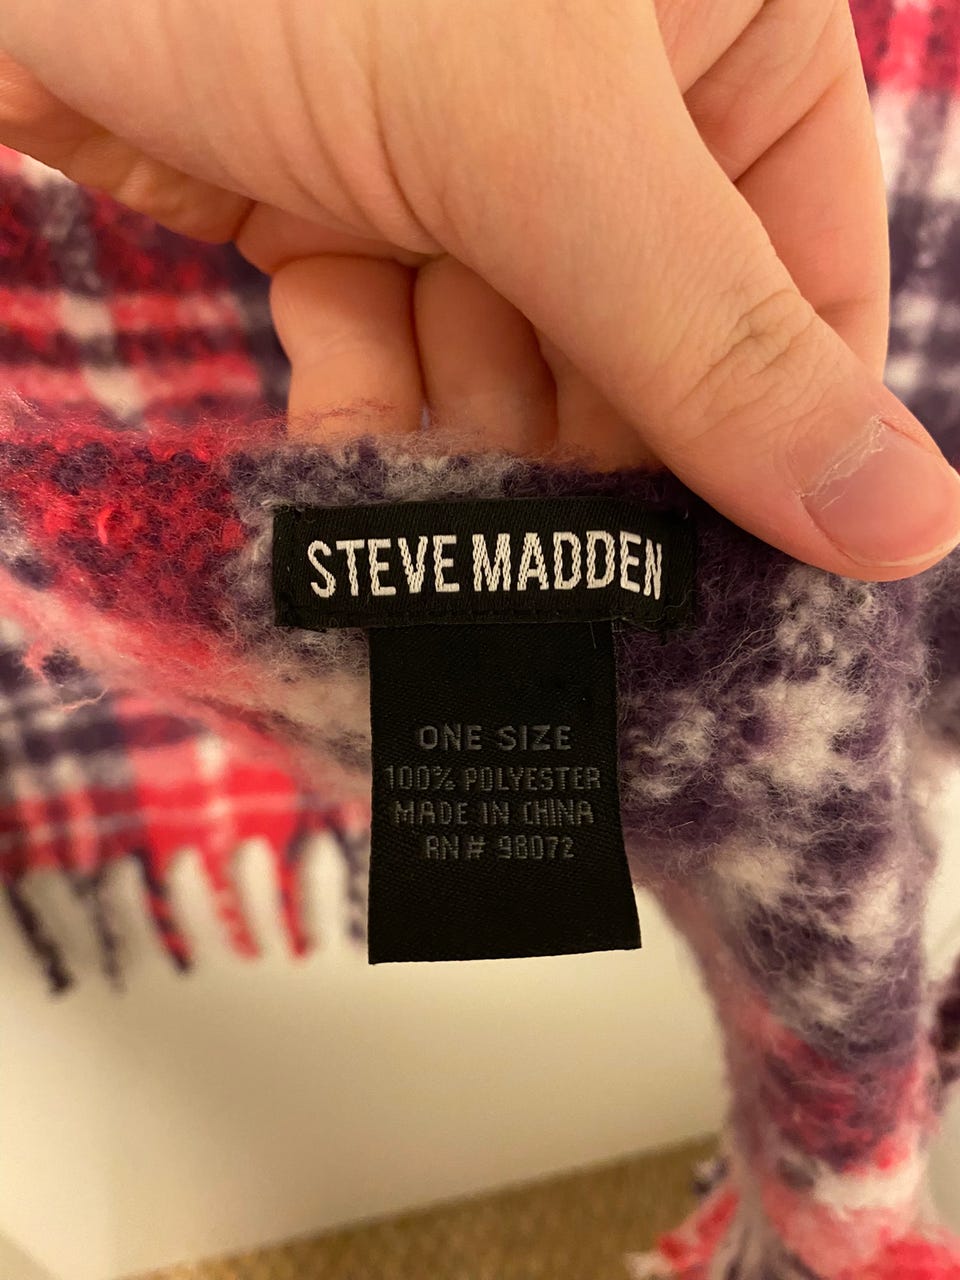 STEVE MADDEN
ONE SIZE
100% POLYESTER
MADE IN CHINA
RN# 98072